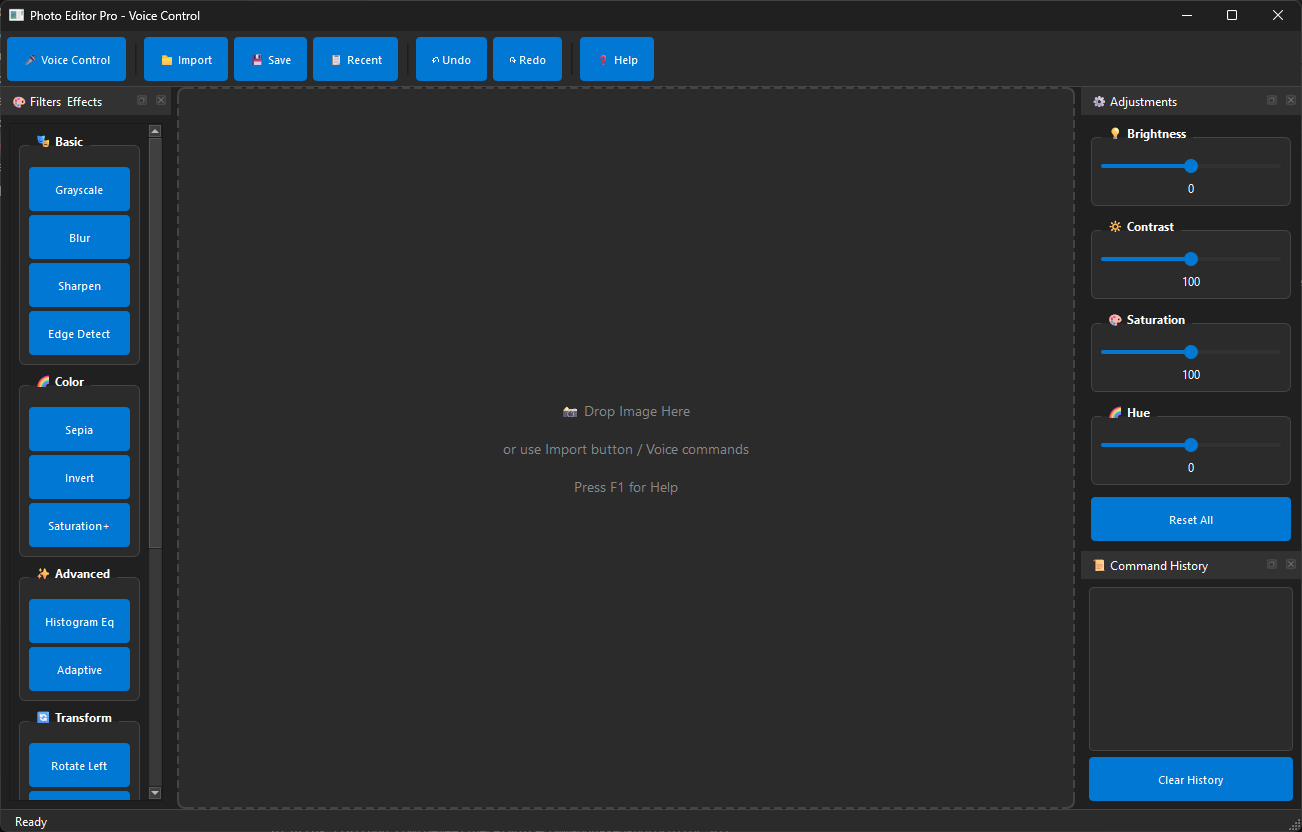 Photo Editor Pro - Voice Control
Voice Control
Import
Save
Recent
Undo
Redo
Help
Filters Effects
Basic
Grayscale
Blur
Sharpen
Edge Detect
Color
Sepia
Invert
Saturation+
Advanced
Histogram Eq
Adaptive
Transform
Rotate Left
Drop Image Here
or use Import button / Voice commands
Press F1 for Help
Adjustments
Brightness
0
Contrast
100
Saturation
100
Hue
0
Reset All
Command History
Clear History
Ready